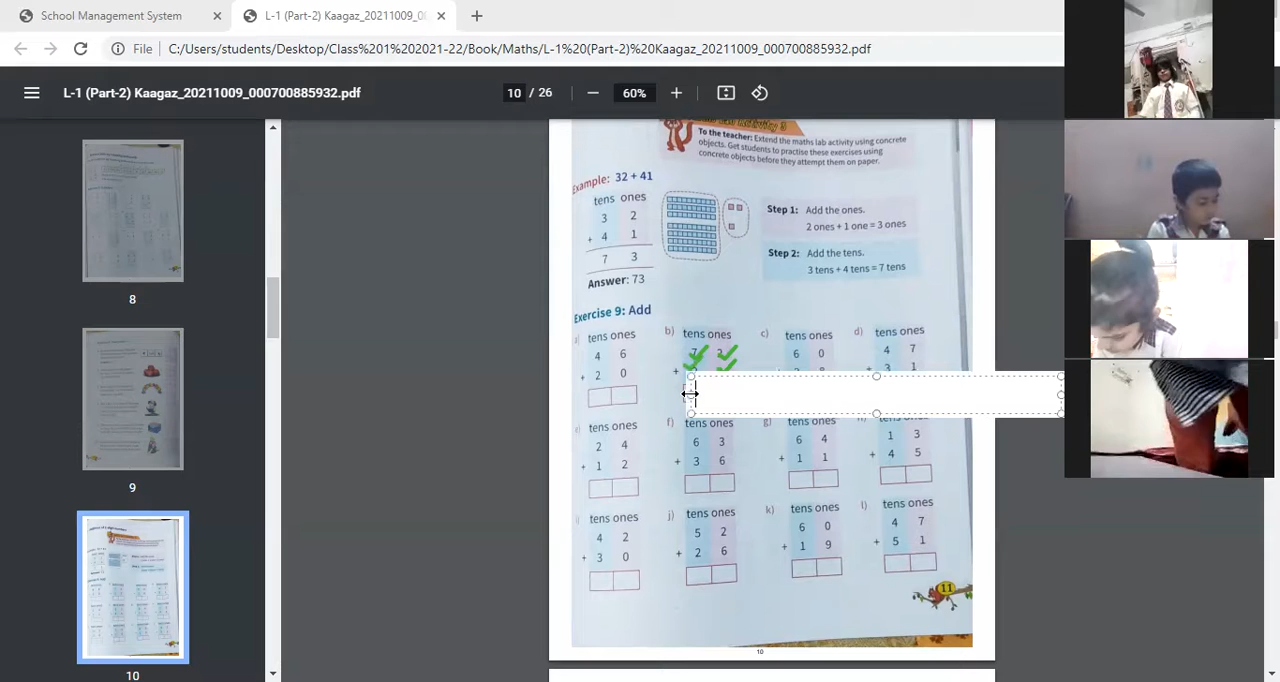 School Management System
L-1 (Part-2) Kaagaz_20211009_0
File
C:/Users/students/Desktop/Class%201%202021-22/Book/Maths/L-1%20(Part-2)%20Kaagaz_20211009_000700885932.pdf
L-1 (Part-2) Kaagaz_20211009_000700885932.pdf
10 / 26
60%
8
9
10
Activity 3
To the teacher: Extend the maths lab activity using concrete
objects. Get students to practise these exercises using
concrete objects before they attempt them on paper.
Example: 32 + 41
tens ones
3 2
+ 4 1
7 3
Answer: 73
Step 1: Add the ones.
2 ones + 1 one = 3 ones
Step 2: Add the tens.
3 tens + 4 tens = 7 tens
Exercise 9: Add
a) tens ones
4 6
+ 2 0
b) tens ones
+
c) tens ones
6 0
d) tens ones
4 7
+ 3 1
e) tens ones
2 4
+ 1 2
f) tens ones
6 3
+ 3 6
g) tens ones
6 4
+ 1 1
tens ones
1 3
+ 4 5
i) tens ones
4 2
+ 3 0
j) tens ones
5 2
+ 2 6
k) tens ones
6 0
+ 1 9
l) tens ones
4 7
+ 5 1
11
10